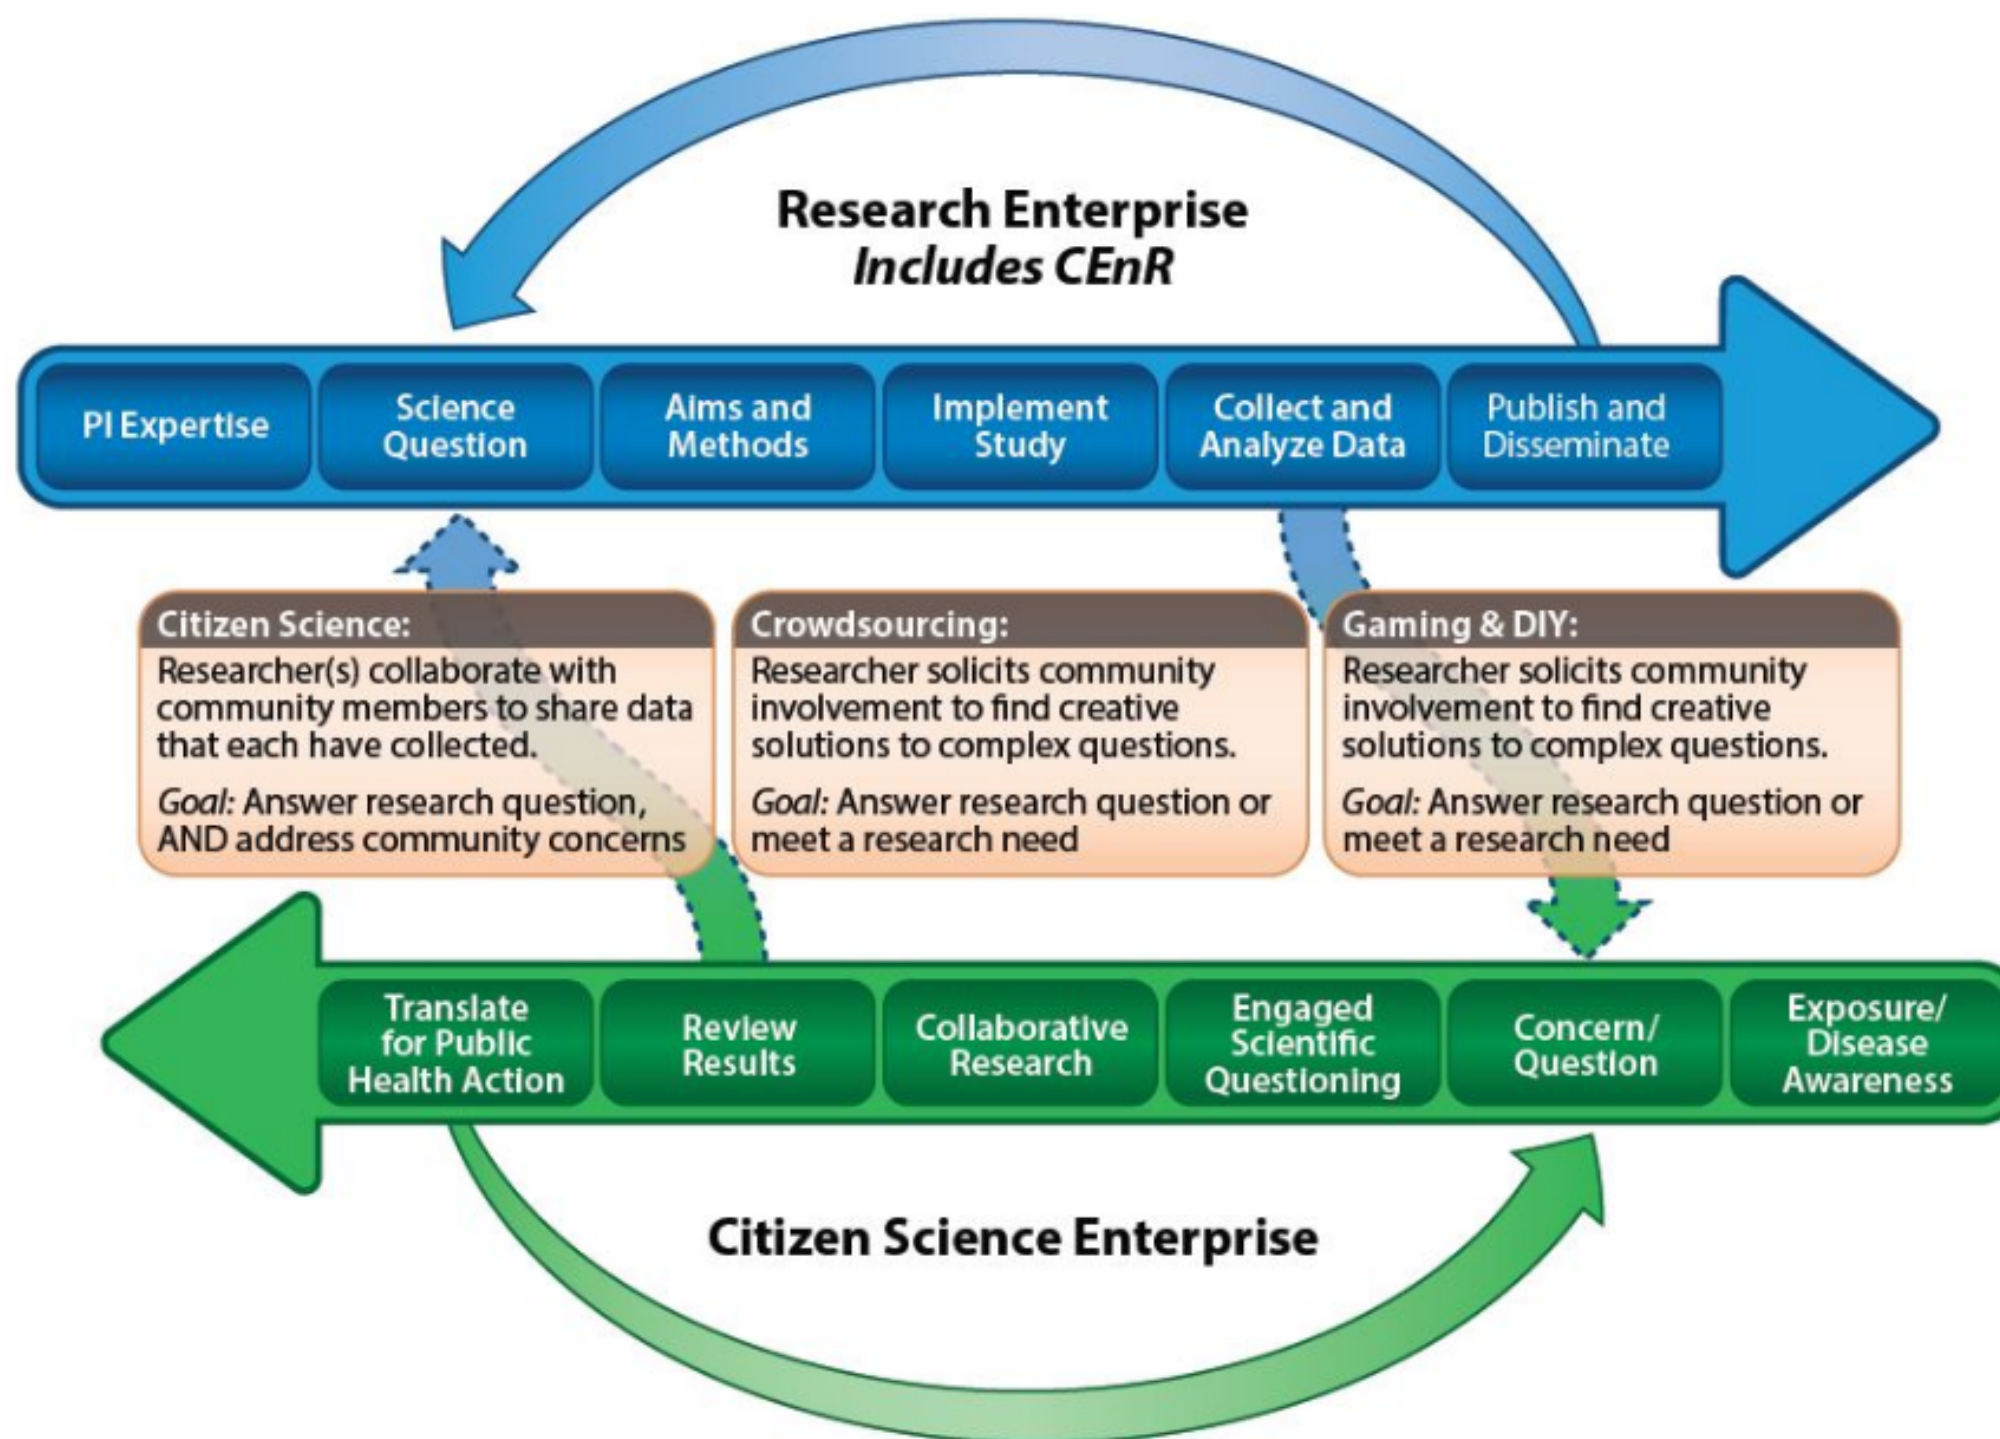 Research Enterprise
Includes CEnR
PI Expertise
Science
Question
Aims and
Methods
Implement
Study
Collect and
Analyze Data
Publish and
Disseminate
Citizen Science:
Researcher(s) collaborate with
community members to share data
that each have collected.
Goal: Answer research question,
AND address community concerns
Crowdsourcing:
Researcher solicits community
involvement to find creative
solutions to complex questions.
Goal: Answer research question or
meet a research need
Gaming & DIY:
Researcher solicits community
involvement to find creative
solutions to complex questions.
Goal: Answer research question or
meet a research need
Translate
for Public
Health Action
Review
Results
Collaborative
Research
Engaged
Scientific
Questioning
Concern/
Question
Exposure/
Disease
Awareness
Citizen Science Enterprise